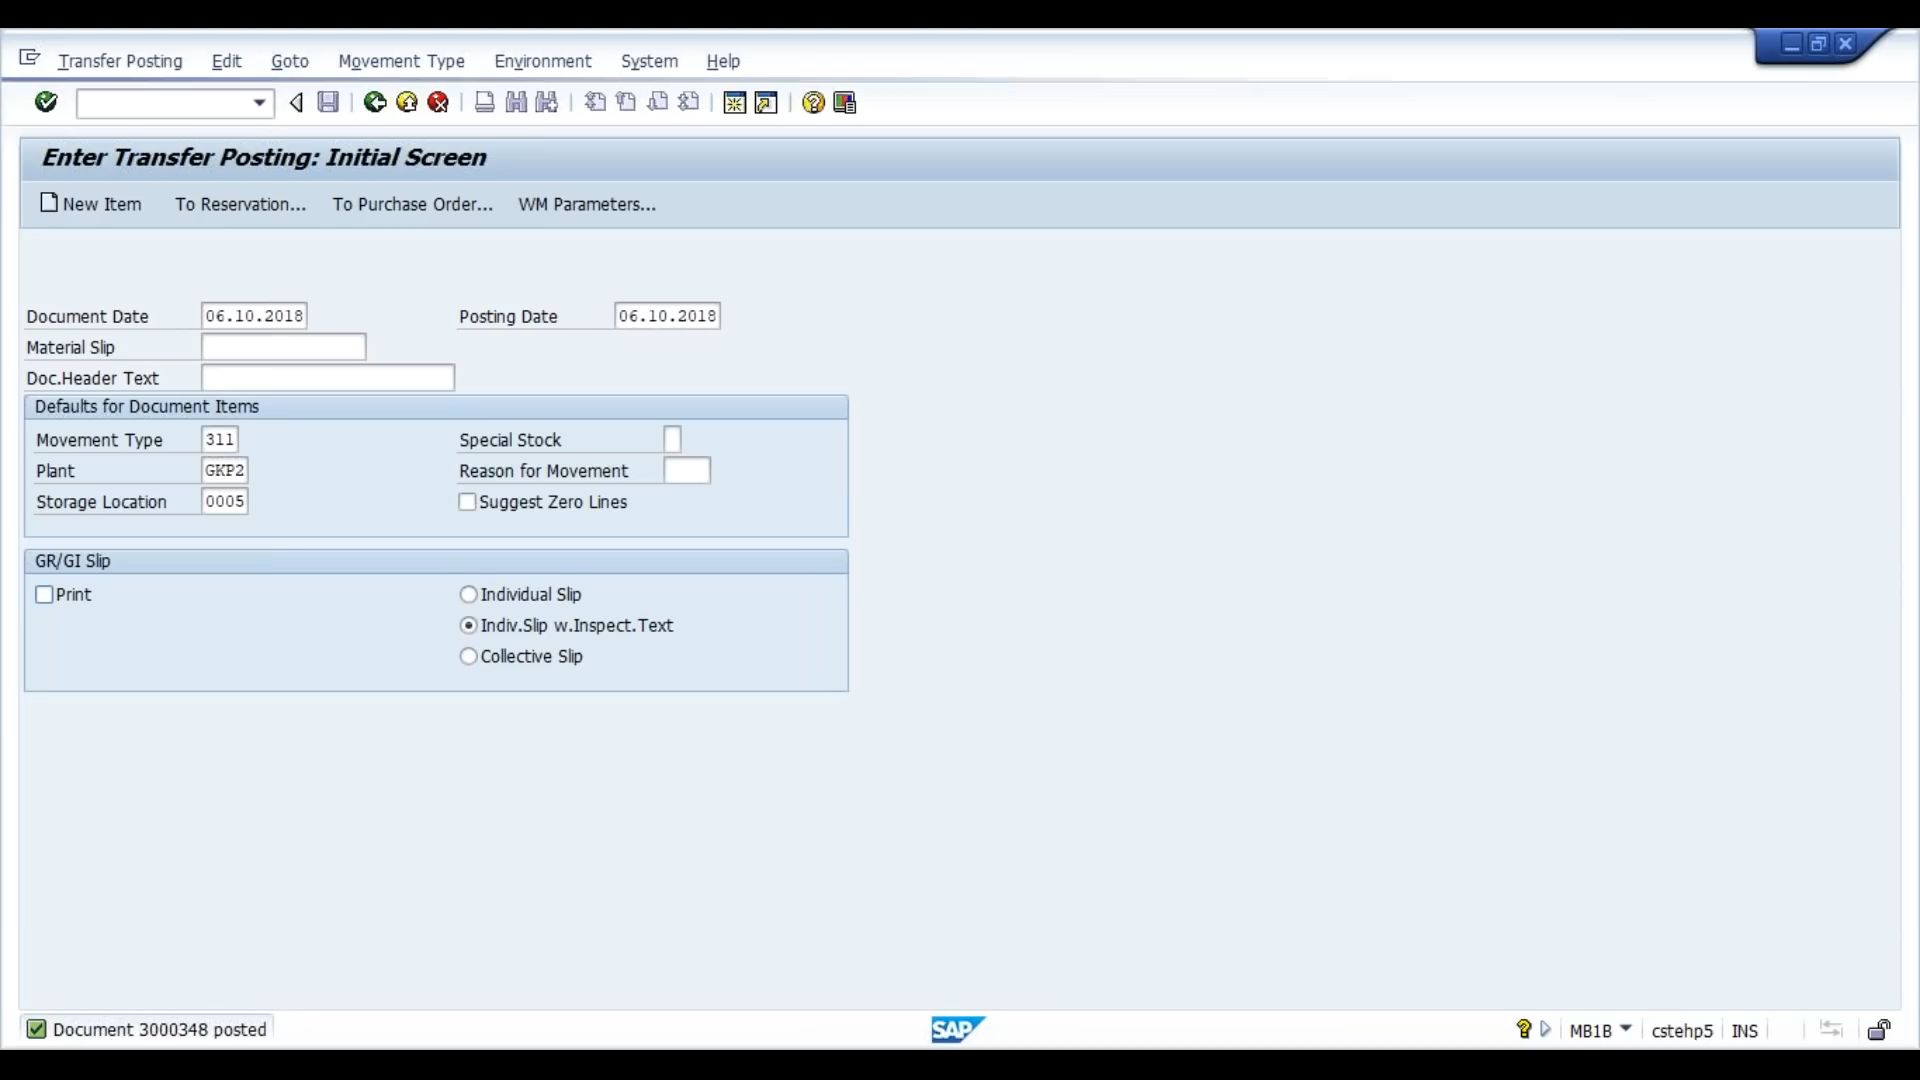 Transfer Posting Edit Goto Movement Type Environment System Help
Enter Transfer Posting: Initial Screen
New Item To Reservation... To Purchase Order... WM Parameters...
Document Date 06.10.2018 Posting Date 06.10.2018
Material Slip
Doc.Header Text
Defaults for Document Items
Movement Type 311 Special Stock
Plant GKP2 Reason for Movement
Storage Location 0005 Suggest Zero Lines
GR/GI Slip
Print Individual Slip
Indiv.Slip w.Inspect.Text
Collective Slip
Document 3000348 posted SAP MB1B cstehp5 INS